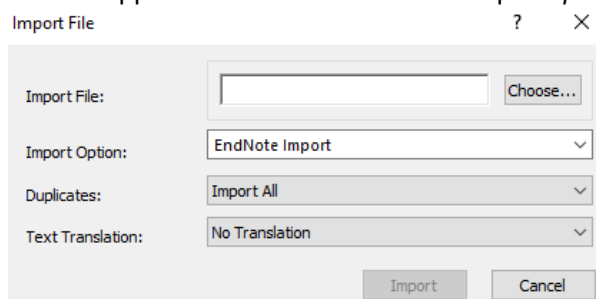 Import File ? ×
Import File: Choose...
Import Option: EndNote Import
Duplicates: Import All
Text Translation: No Translation
Import Cancel